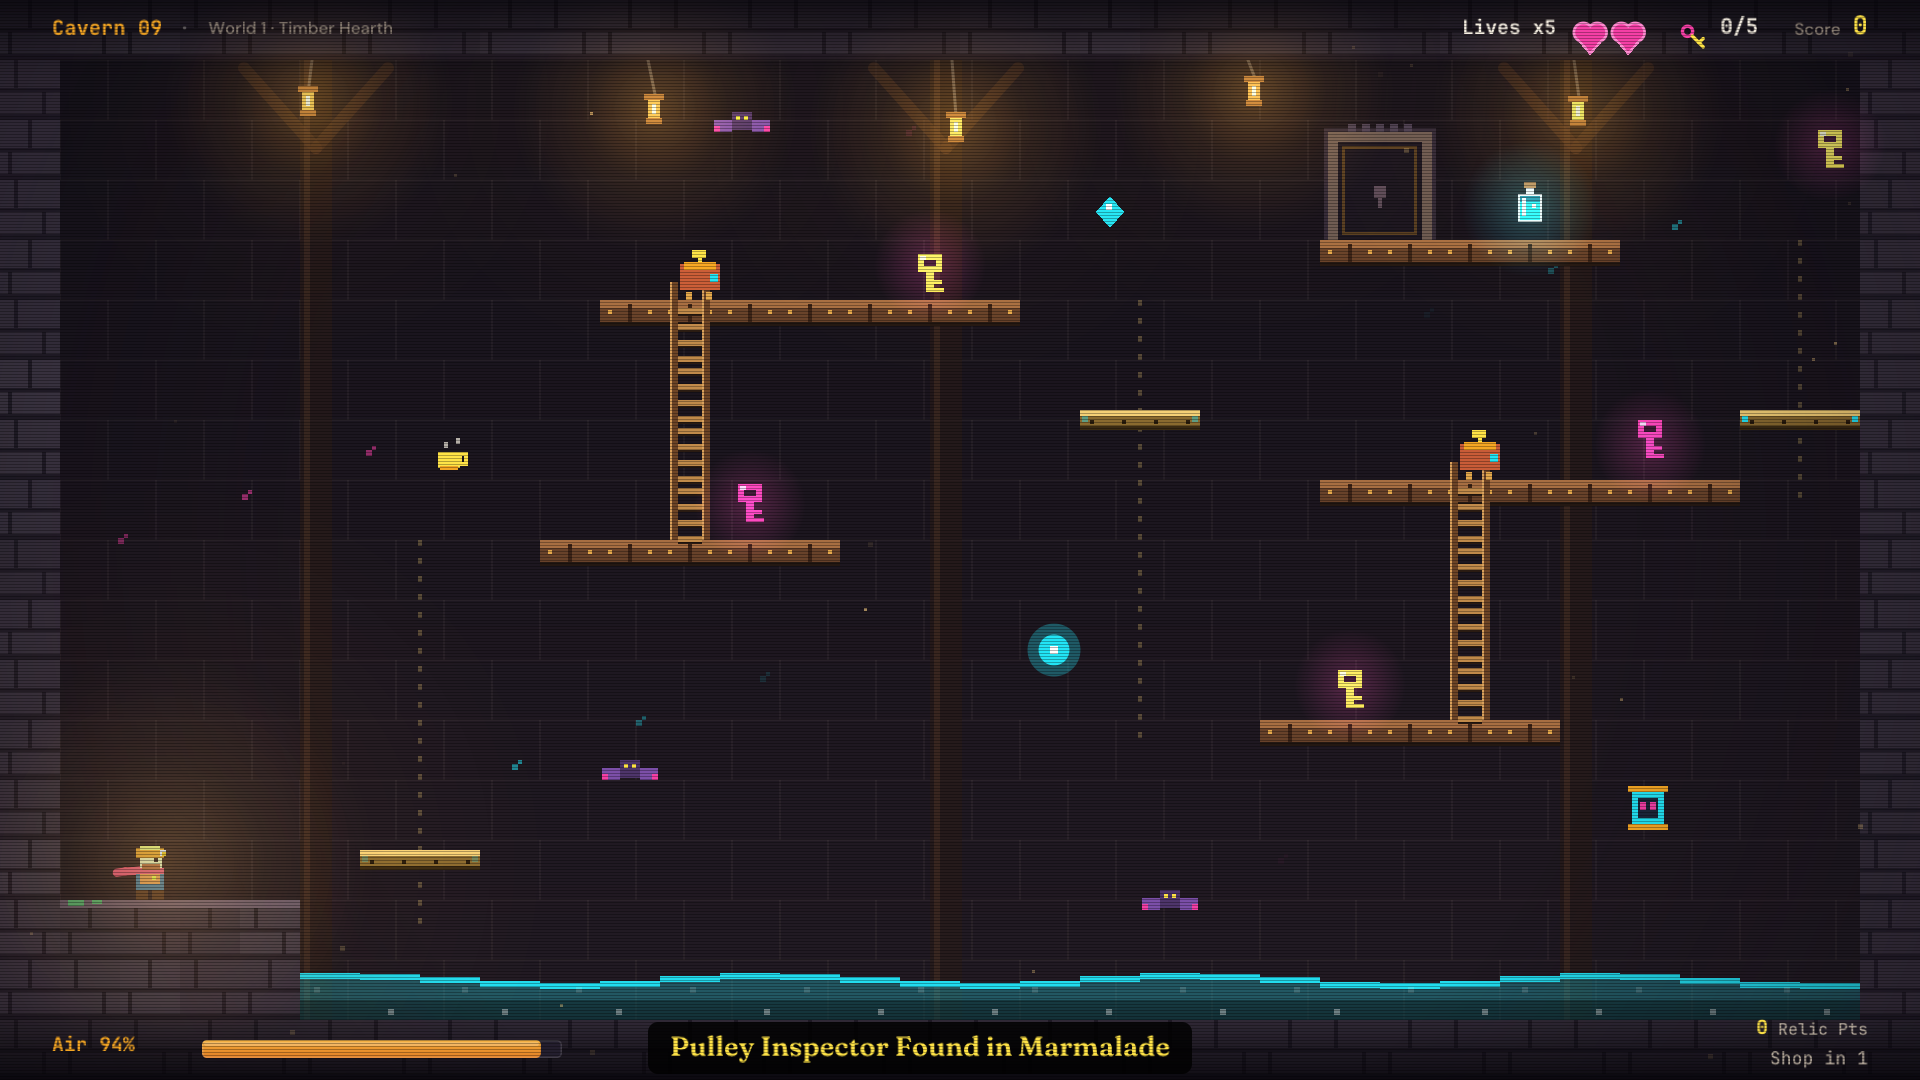 Cavern 09 · World 1 · Timber Hearth
Lives x5
0/5
Score 0
Air 94%
Pulley Inspector Found in Marmalade
0 Relic Pts
Shop in 1